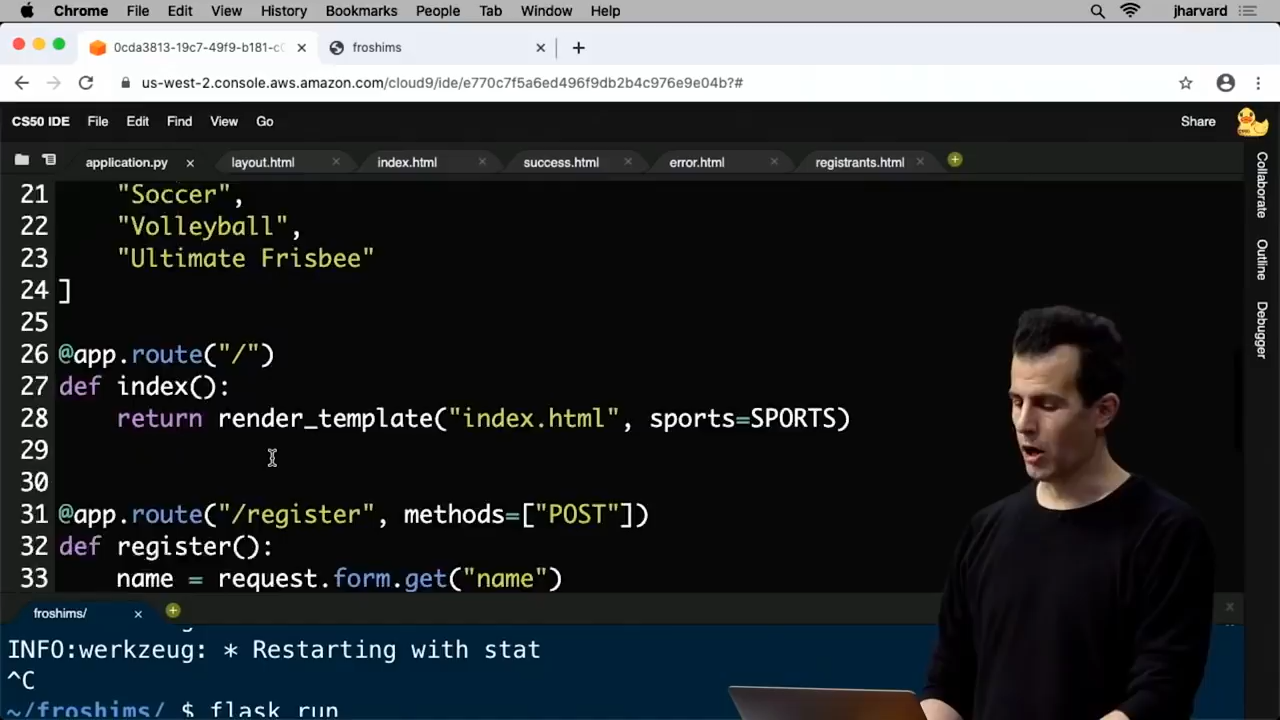 Chrome File Edit View History Bookmarks People Tab Window Help jharvard
0cda3813-19c7-49f9-b181-c froshims
us-west-2.console.aws.amazon.com/cloud9/ide/e770c7f5a6ed496f9db2b4c976e9e04b?#
CS50 IDE File Edit Find View Go Share
application.py layout.html index.html success.html error.html registrants.html
21 "Soccer",
22 "Volleyball",
23 "Ultimate Frisbee"
24 ]
25
26 @app.route("/")
27 def index():
28 return render_template("index.html", sports=SPORTS)
29
30
31 @app.route("/register", methods=["POST"])
32 def register():
33 name = request.form.get("name")
Collaborate
Outline
Debugger
froshims/
INFO:werkzeug: * Restarting with stat
^C
~/froshims/ $ flask run